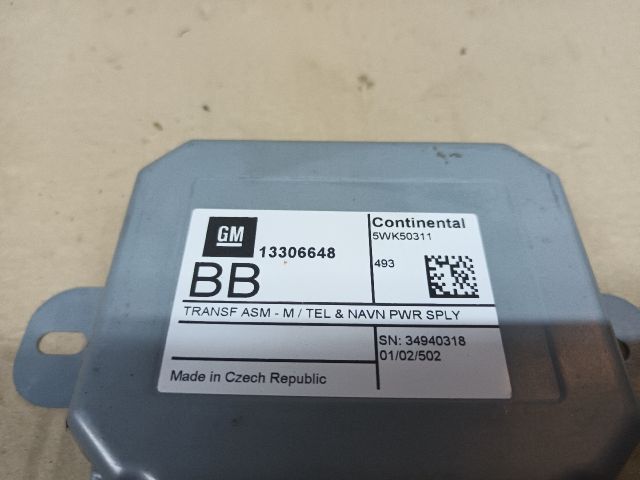 GM
13306648
BB
Continental
5WK50311
493
TRANSF ASM - M / TEL & NAVN PWR SPLY
SN: 34940318
01/02/502
Made in Czech Republic